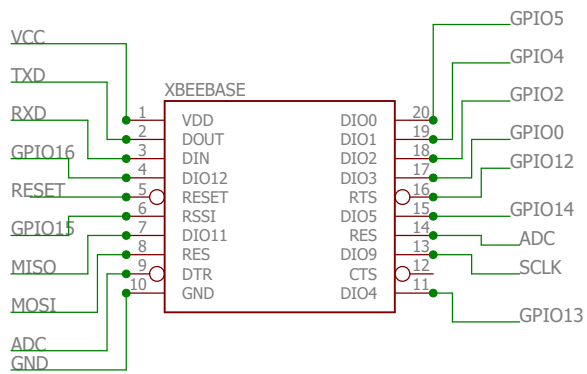 GPIO5
VCC
GPIO4
TXD
XBEEBASE
GPIO2
RXD
1 VDD DIO0 20
GPIO0
2 DOUT DIO1 19
GPIO16
3 DIN DIO2 18
GPIO12
4 DIO12 DIO3 17
RESET
5 RESET RTS 16
GPIO14
6 RSSI DIO5 15
GPIO15
7 DIO11 RES 14
ADC
8 RES DIO9 13
MISO
SCLK
9 DTR CTS 12
10 GND DIO4 11
MOSI
GPIO13
ADC
GND